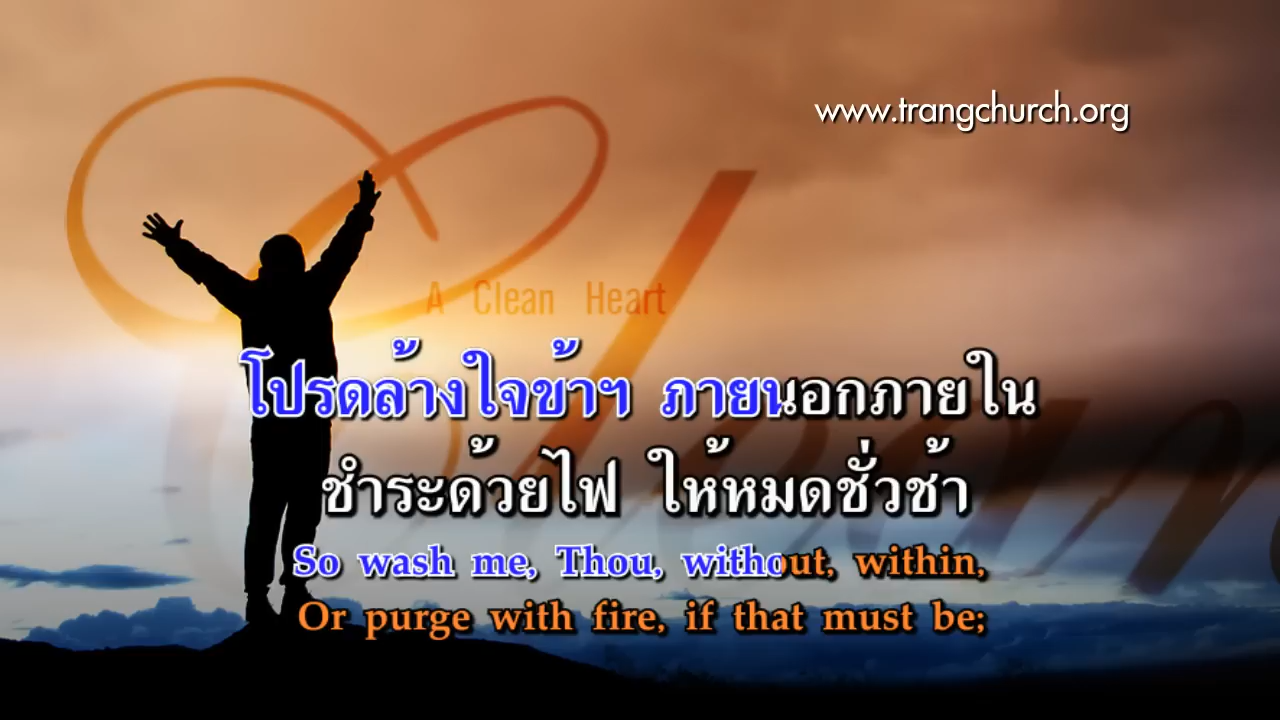 www.trangchurch.org
A Clean Heart
โปรดล้างใจข้าฯ ภายนอกภายใน
ชำระด้วยไฟ ให้หมดชั่วช้า
So wash me, Thou, without, within,
Or purge with fire, if that must be;
Clean